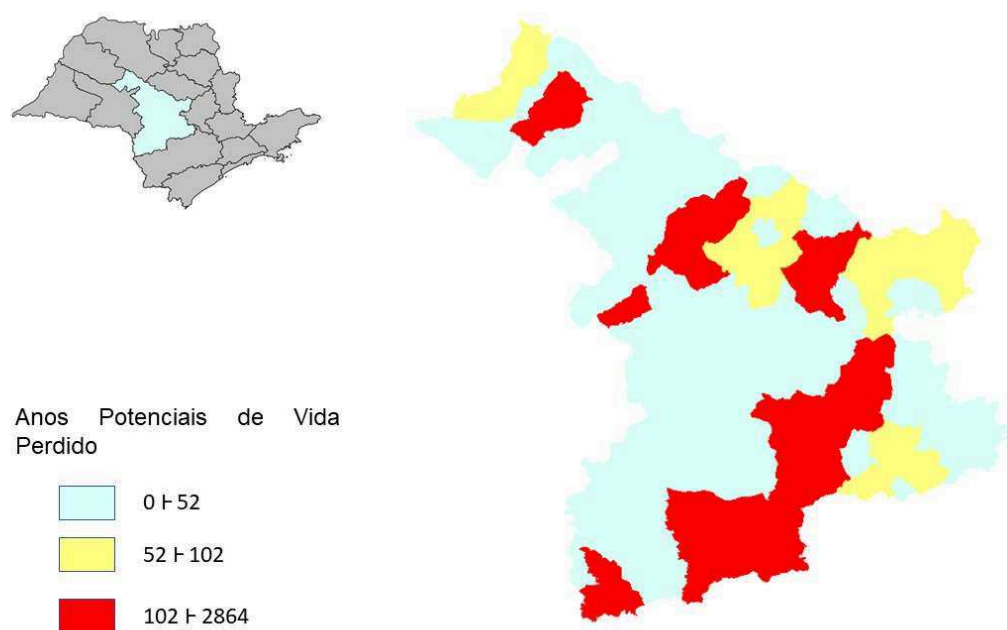 Anos Potenciais de Vida
Perdido
0 ⊦ 52
52 ⊦ 102
102 ⊦ 2864